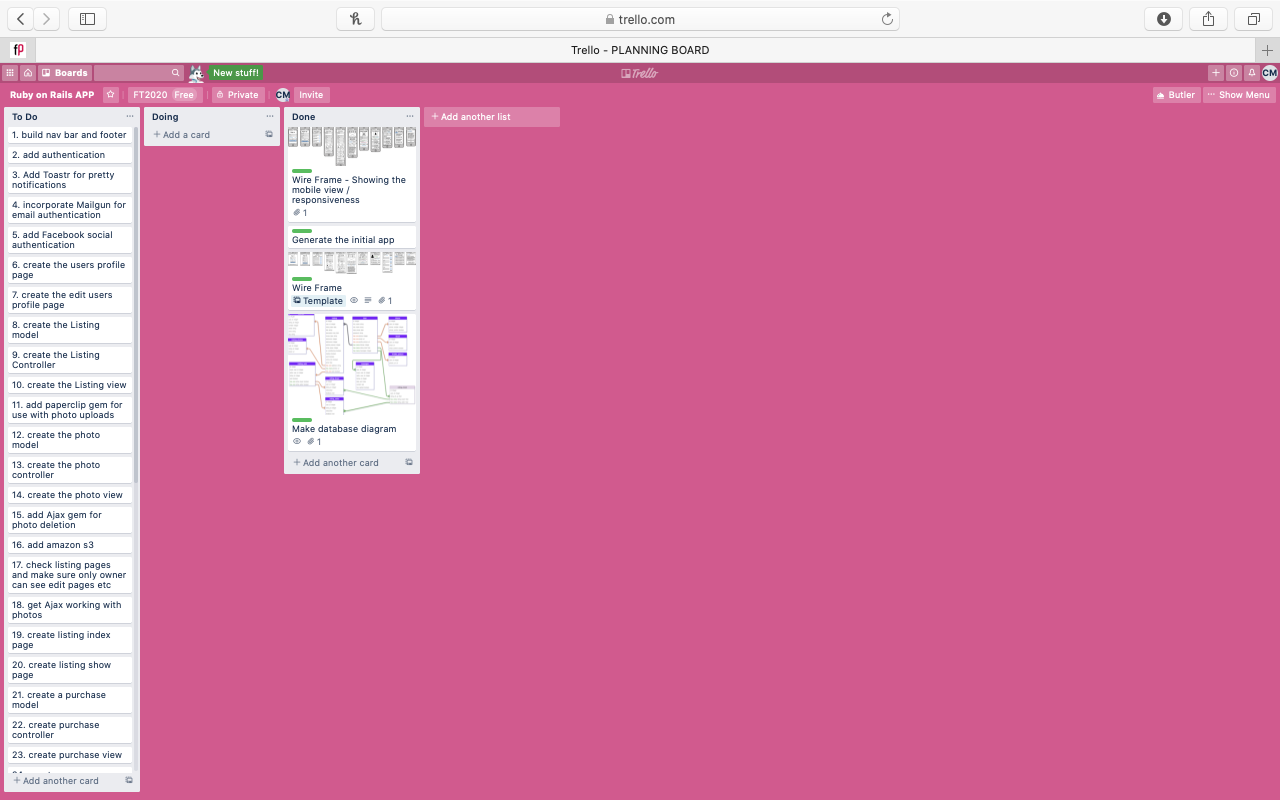 trello.com
fp
Trello - PLANNING BOARD
Boards
New stuff!
Trello
CM
Ruby on Rails APP
FT2020 Free
Private
CM
Invite
Butler
Show Menu
To Do
1. build nav bar and footer
2. add authentication
3. Add Toastr for pretty
notifications
4. incorporate Mailgun for
email authentication
5. add Facebook social
authentication
6. create the users profile
page
7. create the edit users
profile page
8. create the Listing
model
9. create the Listing
Controller
10. create the Listing view
11. add paperclip gem for
use with photo uploads
12. create the photo
model
13. create the photo
controller
14. create the photo view
15. add Ajax gem for
photo deletion
16. add amazon s3
17. check listing pages
and make sure only owner
can see edit pages etc
18. get Ajax working with
photos
19. create listing index
page
20. create listing show
page
21. create a purchase
model
22. create purchase
controller
23. create purchase view
+ Add another card
Doing
+ Add a card
Done
Wire Frame - Showing the
mobile view /
responsiveness
1
Generate the initial app
Wire Frame
Template
1
Make database diagram
1
+ Add another card
+ Add another list